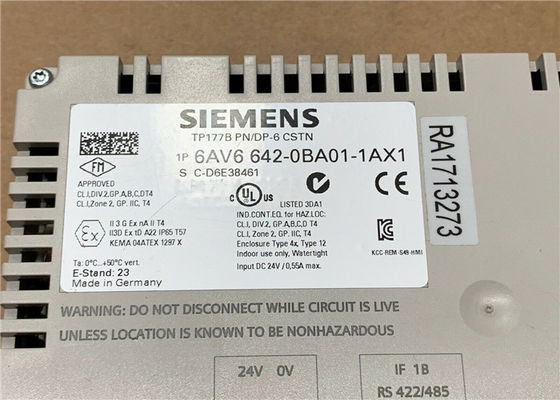 SIEMENS
TP177B PN/DP-6 CSTN
1P 6AV6 642-0BA01-1AX1
S C-D6E38461
FM
APPROVED
CL.I,DIV.2,GP.A,B,C,D T4
CL.I,Zone 2, GP. IIC, T4
Ex
II 3 G Ex nA II T4
II3D Ex tD A22 IP65 T57
KEMA 04ATEX 1297 X
Ta: 0°C...+50°C vert.
E-Stand: 23
Made in Germany
C UL US LISTED 3DA1
IND.CONT.EQ. for HAZ.LOC:
CL.I, DIV.2, GP. A,B,C,D T4
CL.I, Zone 2, GP. IIC, T4
Enclosure Type 4x, Type 12
Indoor use only, Watertight
Input DC 24V / 0,55A max.
KCC-REM-S49-HMI
RA1713273
WARNING: DO NOT DISCONNECT WHILE CIRCUIT IS LIVE
UNLESS LOCATION IS KNOWN TO BE NONHAZARDOUS
24V 0V
IF 1B
RS 422/485